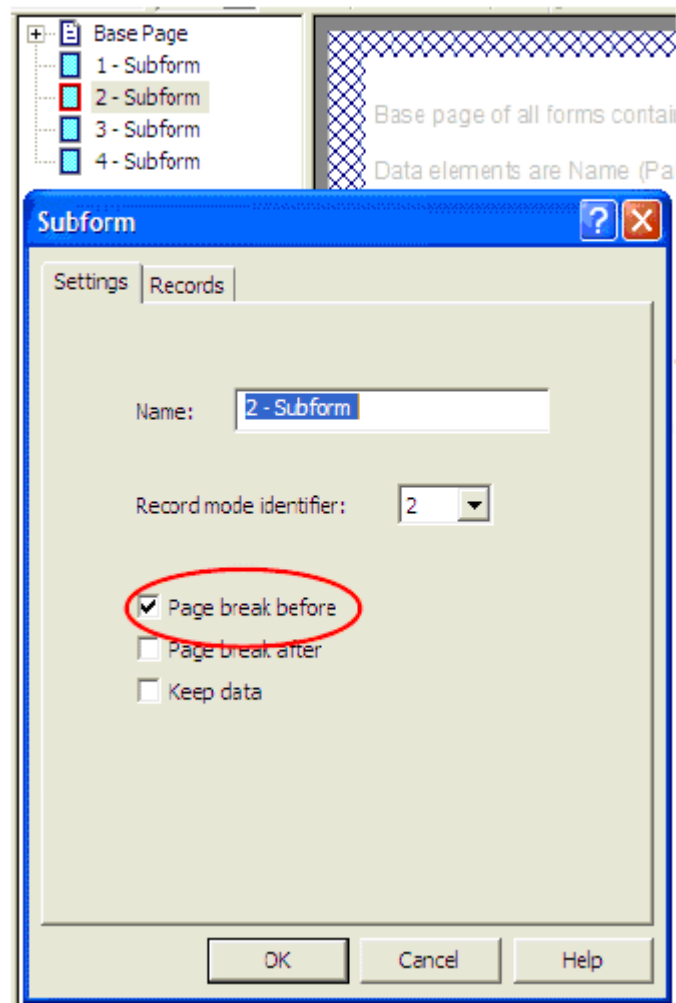 Base Page
1 - Subform
2 - Subform
3 - Subform
4 - Subform
Base page of all forms contai
Data elements are Name (Pa
Subform
Settings
Records
Name:
2 - Subform
Record mode identifier:
2
Page break before
Page break after
Keep data
OK
Cancel
Help